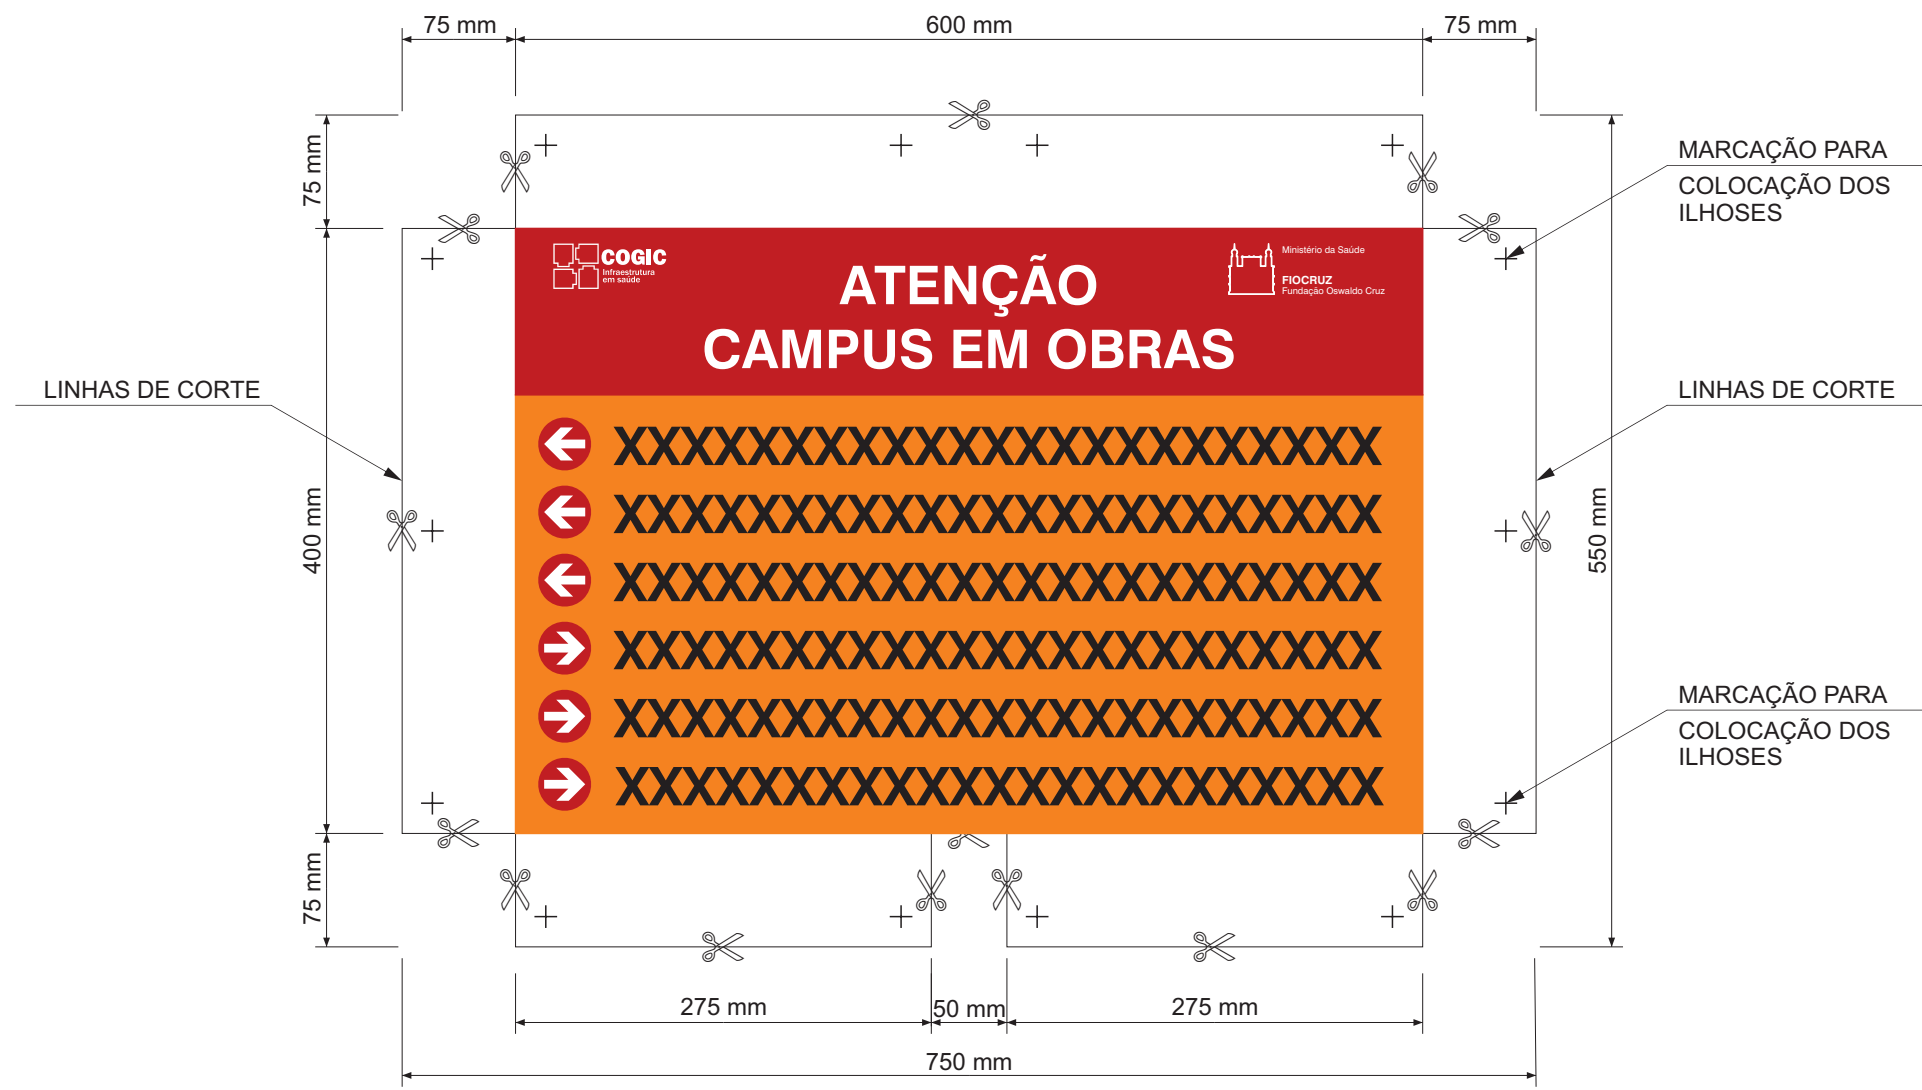 75 mm
600 mm
75 mm
75 mm
MARCAÇÃO PARA
COLOCAÇÃO DOS
ILHOSES
COGIC
Infraestrutura
em saúde
ATENÇÃO
CAMPUS EM OBRAS
Ministério da Saúde
FIOCRUZ
Fundação Oswaldo Cruz
LINHAS DE CORTE
LINHAS DE CORTE
400 mm
550 mm
XXXXXXXXXXXXXXXXXXXXXXX
XXXXXXXXXXXXXXXXXXXXXXX
XXXXXXXXXXXXXXXXXXXXXXX
XXXXXXXXXXXXXXXXXXXXXXX
XXXXXXXXXXXXXXXXXXXXXXX
XXXXXXXXXXXXXXXXXXXXXXX
MARCAÇÃO PARA
COLOCAÇÃO DOS
ILHOSES
75 mm
275 mm
50 mm
275 mm
750 mm